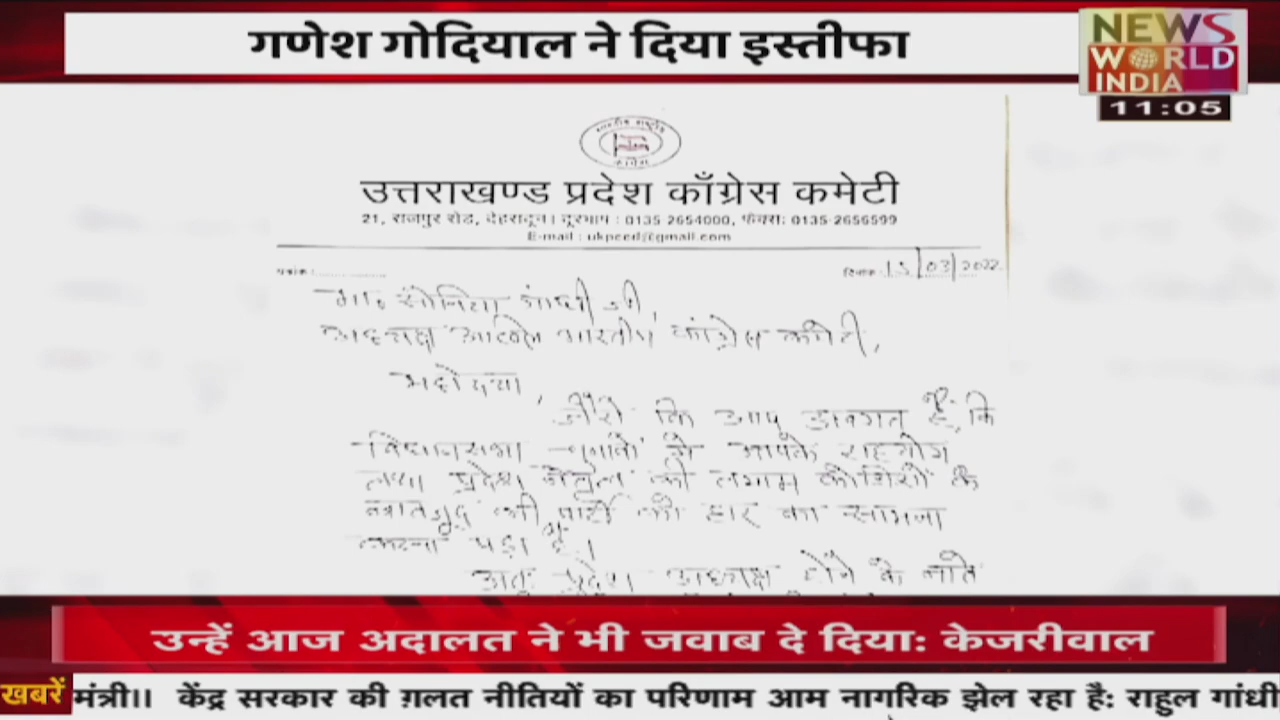 गणेश गोदियाल ने दिया इस्तीफा
NEWS
WORLD
INDIA
11:05
उत्तराखण्ड प्रदेश काँग्रेस कमेटी
21, राजपुर रोड, देहरादून। दूरभाष : 0135 2654000, फैक्स: 0135-2656599
E-mail : ukpccd@gmail.com
दिनांक 15/03/2022
मा० सोनिया गांधी जी,
अध्यक्ष अखिल भारतीय कांग्रेस कमेटी,
महोदया,
जैसे कि आप अवगत हैं, कि
विधानसभा चुनावों में आपके सहयोग
तथा प्रदेश नेतृत्व की तमाम कोशिशों के
बावजूद भी पार्टी को हार का सामना
करना पड़ा है।
अतः प्रदेश अध्यक्ष होने के नाते
उन्हें आज अदालत ने भी जवाब दे दिया: केजरीवाल
खबरें मंत्री।। केंद्र सरकार की ग़लत नीतियों का परिणाम आम नागरिक झेल रहा है: राहुल गांधी